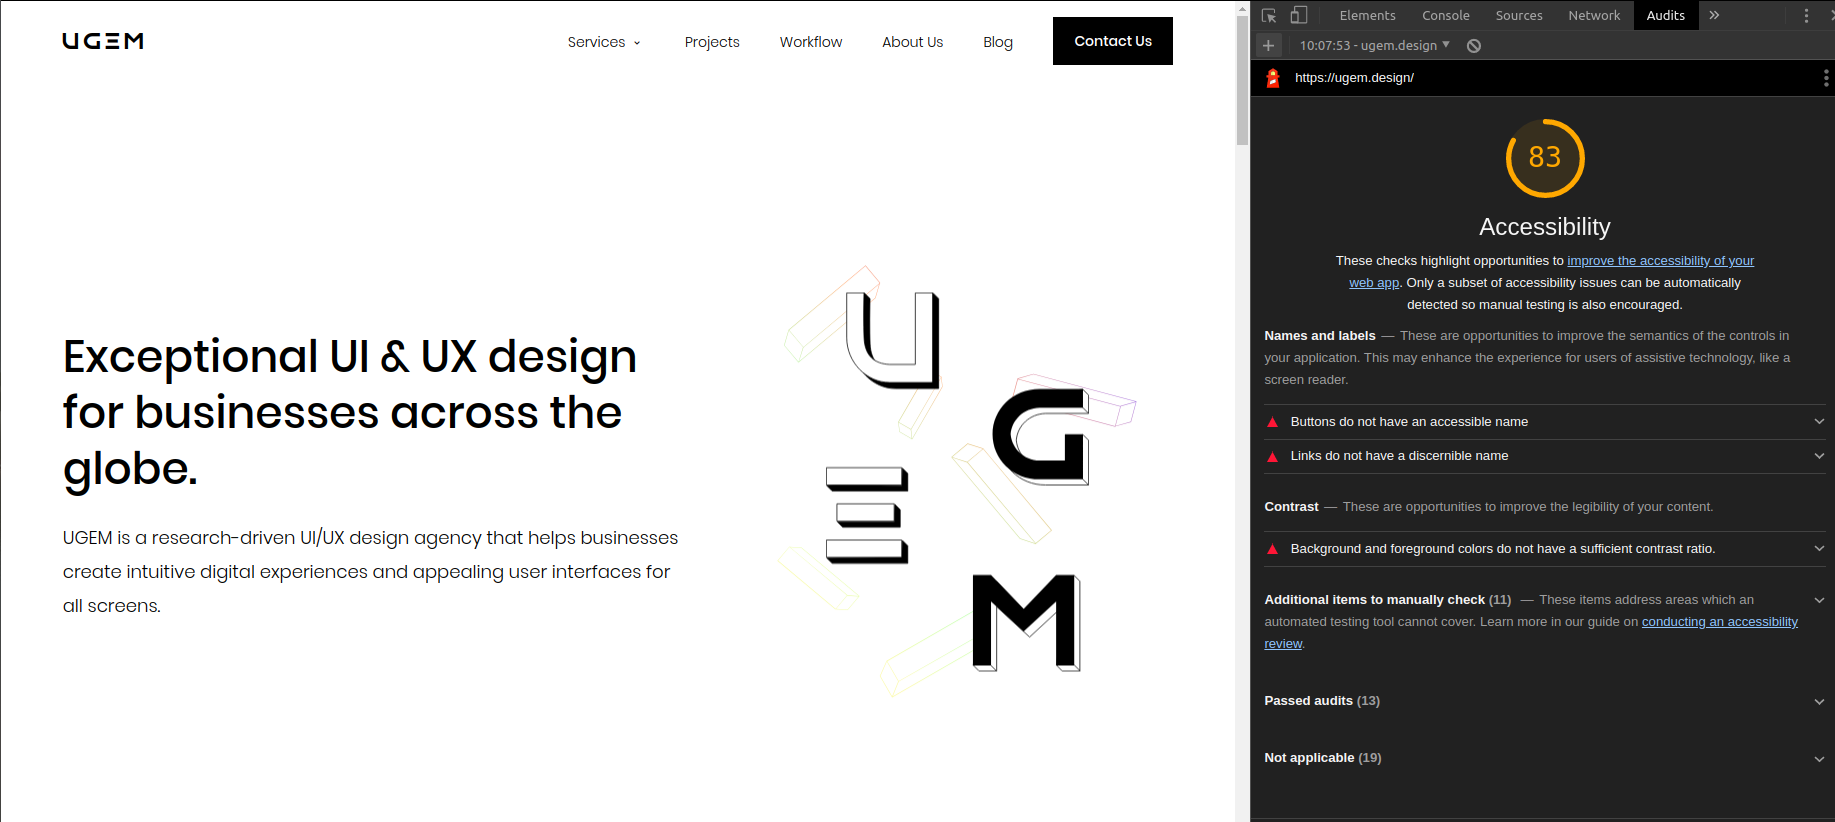 UGEM
Services
Projects
Workflow
About Us
Blog
Contact Us
Exceptional UI & UX design
for businesses across the
globe.
UGEM is a research-driven UI/UX design agency that helps businesses
create intuitive digital experiences and appealing user interfaces for
all screens.
U
G
E
M
Elements
Console
Sources
Network
Audits
»
10:07:53 - ugem.design
https://ugem.design/
83
Accessibility
These checks highlight opportunities to improve the accessibility of your
web app. Only a subset of accessibility issues can be automatically
detected so manual testing is also encouraged.
Names and labels — These are opportunities to improve the semantics of the controls in
your application. This may enhance the experience for users of assistive technology, like a
screen reader.
Buttons do not have an accessible name
Links do not have a discernible name
Contrast — These are opportunities to improve the legibility of your content.
Background and foreground colors do not have a sufficient contrast ratio.
Additional items to manually check (11) — These items address areas which an
automated testing tool cannot cover. Learn more in our guide on conducting an accessibility
review.
Passed audits (13)
Not applicable (19)